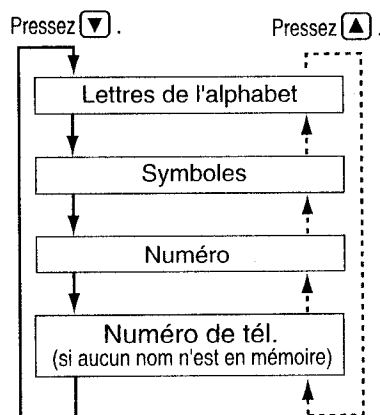 Pressez ▼. Pressez ▲.
Lettres de l'alphabet
Symboles
Numéro
Numéro de tél.
(si aucun nom n'est en mémoire)